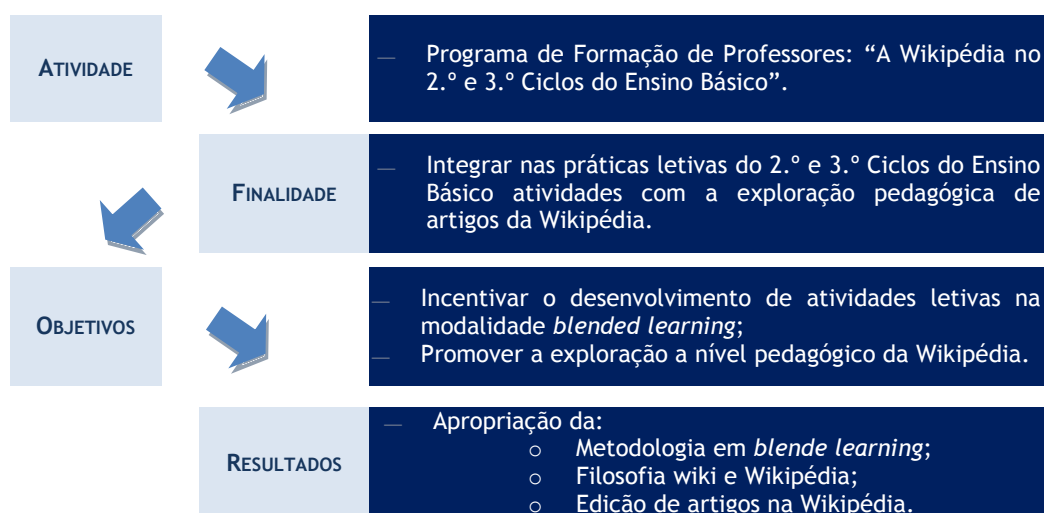 ATIVIDADE
— Programa de Formação de Professores: “A Wikipédia no
2.º e 3.º Ciclos do Ensino Básico”.
FINALIDADE
— Integrar nas práticas letivas do 2.º e 3.º Ciclos do Ensino
Básico atividades com a exploração pedagógica de
artigos da Wikipédia.
OBJETIVOS
— Incentivar o desenvolvimento de atividades letivas na
modalidade blended learning;
— Promover a exploração a nível pedagógico da Wikipédia.
RESULTADOS
— Apropriação da:
o Metodologia em blende learning;
o Filosofia wiki e Wikipédia;
o Edição de artigos na Wikipédia.